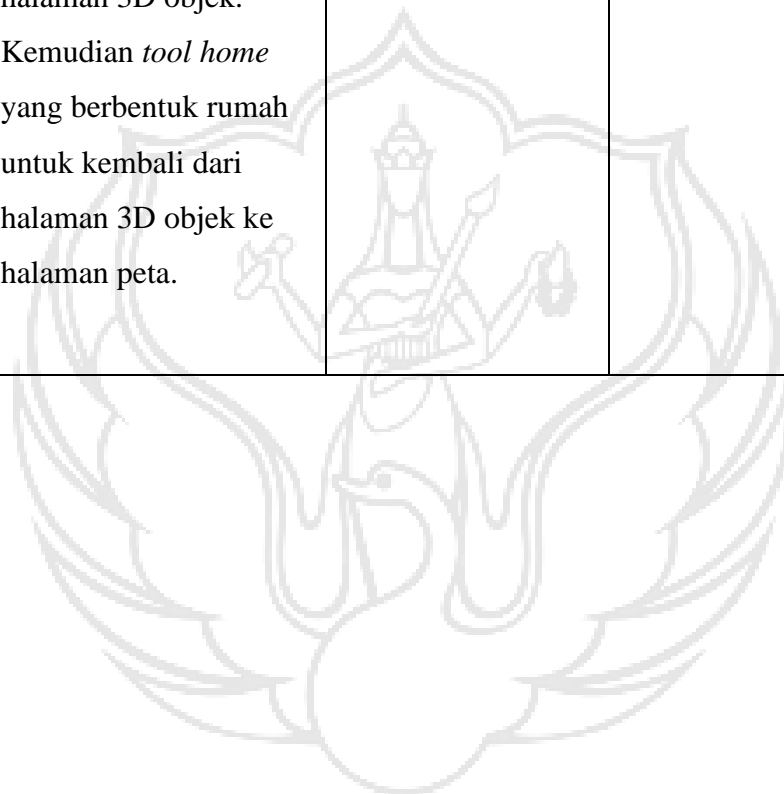 halaman 3D objek.
Kemudian tool home
yang berbentuk rumah
untuk kembali dari
halaman 3D objek ke
halaman peta.